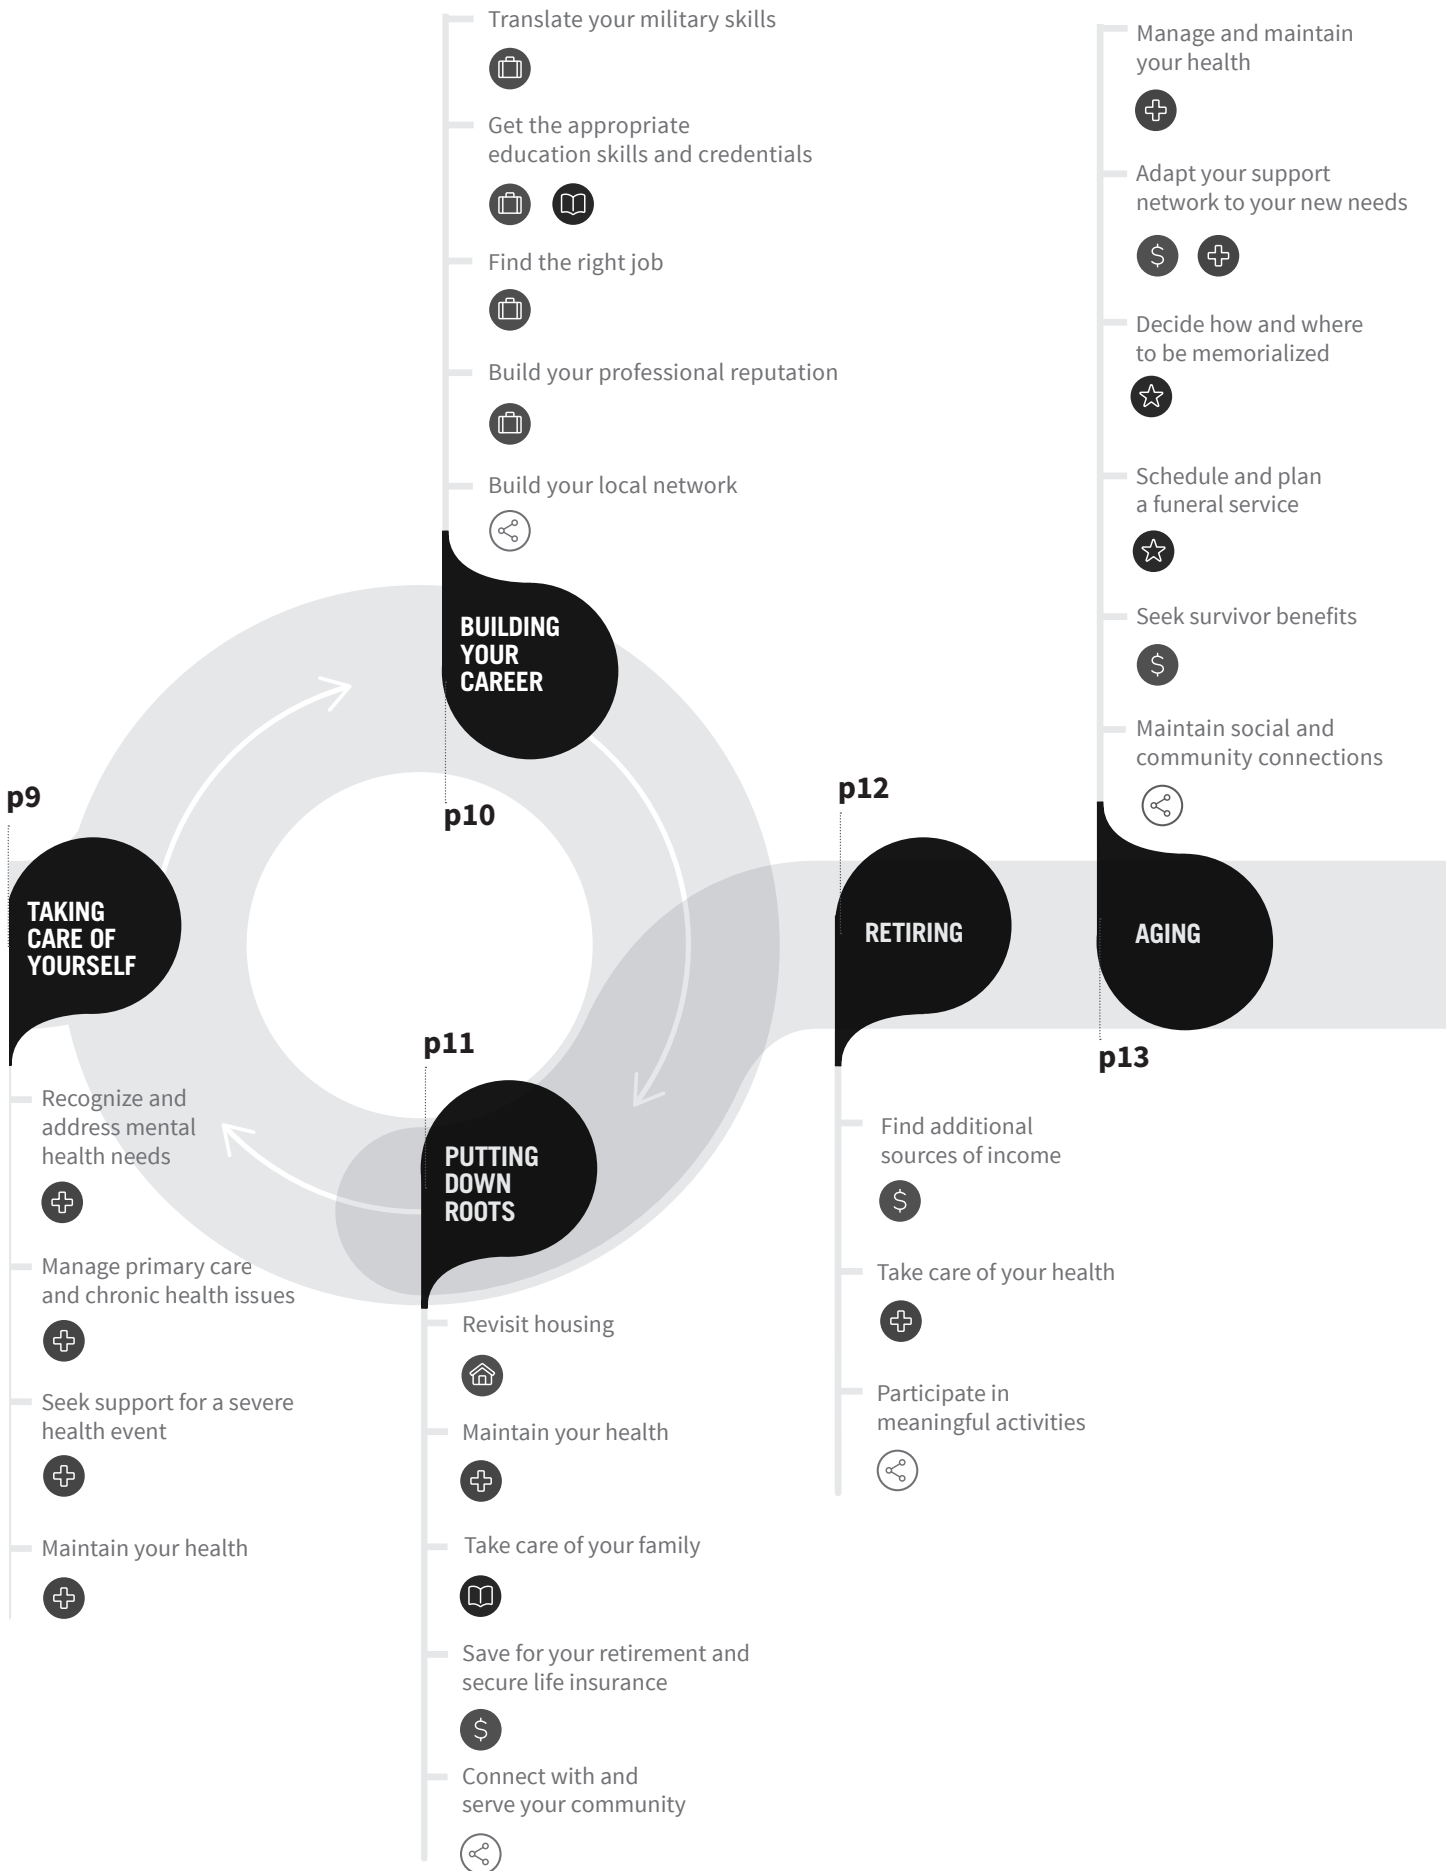 Translate your military skills
Get the appropriate
education skills and credentials
Find the right job
Build your professional reputation
Build your local network
BUILDING
YOUR
CAREER
p10
Manage and maintain
your health
Adapt your support
network to your new needs
$
Decide how and where
to be memorialized
Schedule and plan
a funeral service
Seek survivor benefits
$
Maintain social and
community connections
AGING
p13
p9
TAKING
CARE OF
YOURSELF
Recognize and
address mental
health needs
Manage primary care
and chronic health issues
Seek support for a severe
health event
Maintain your health
p11
PUTTING
DOWN
ROOTS
Revisit housing
Maintain your health
Take care of your family
Save for your retirement and
secure life insurance
$
Connect with and
serve your community
p12
RETIRING
Find additional
sources of income
$
Take care of your health
Participate in
meaningful activities